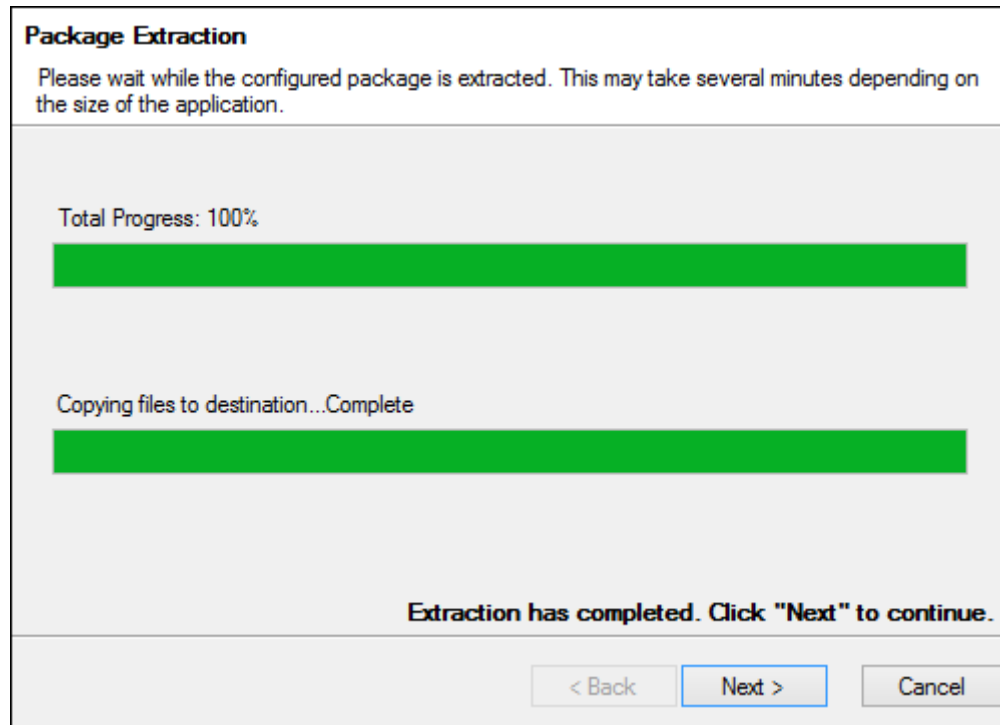 Package Extraction
Please wait while the configured package is extracted. This may take several minutes depending on
the size of the application.
Total Progress: 100%
Copying files to destination...Complete
Extraction has completed. Click "Next" to continue.
< Back
Next >
Cancel